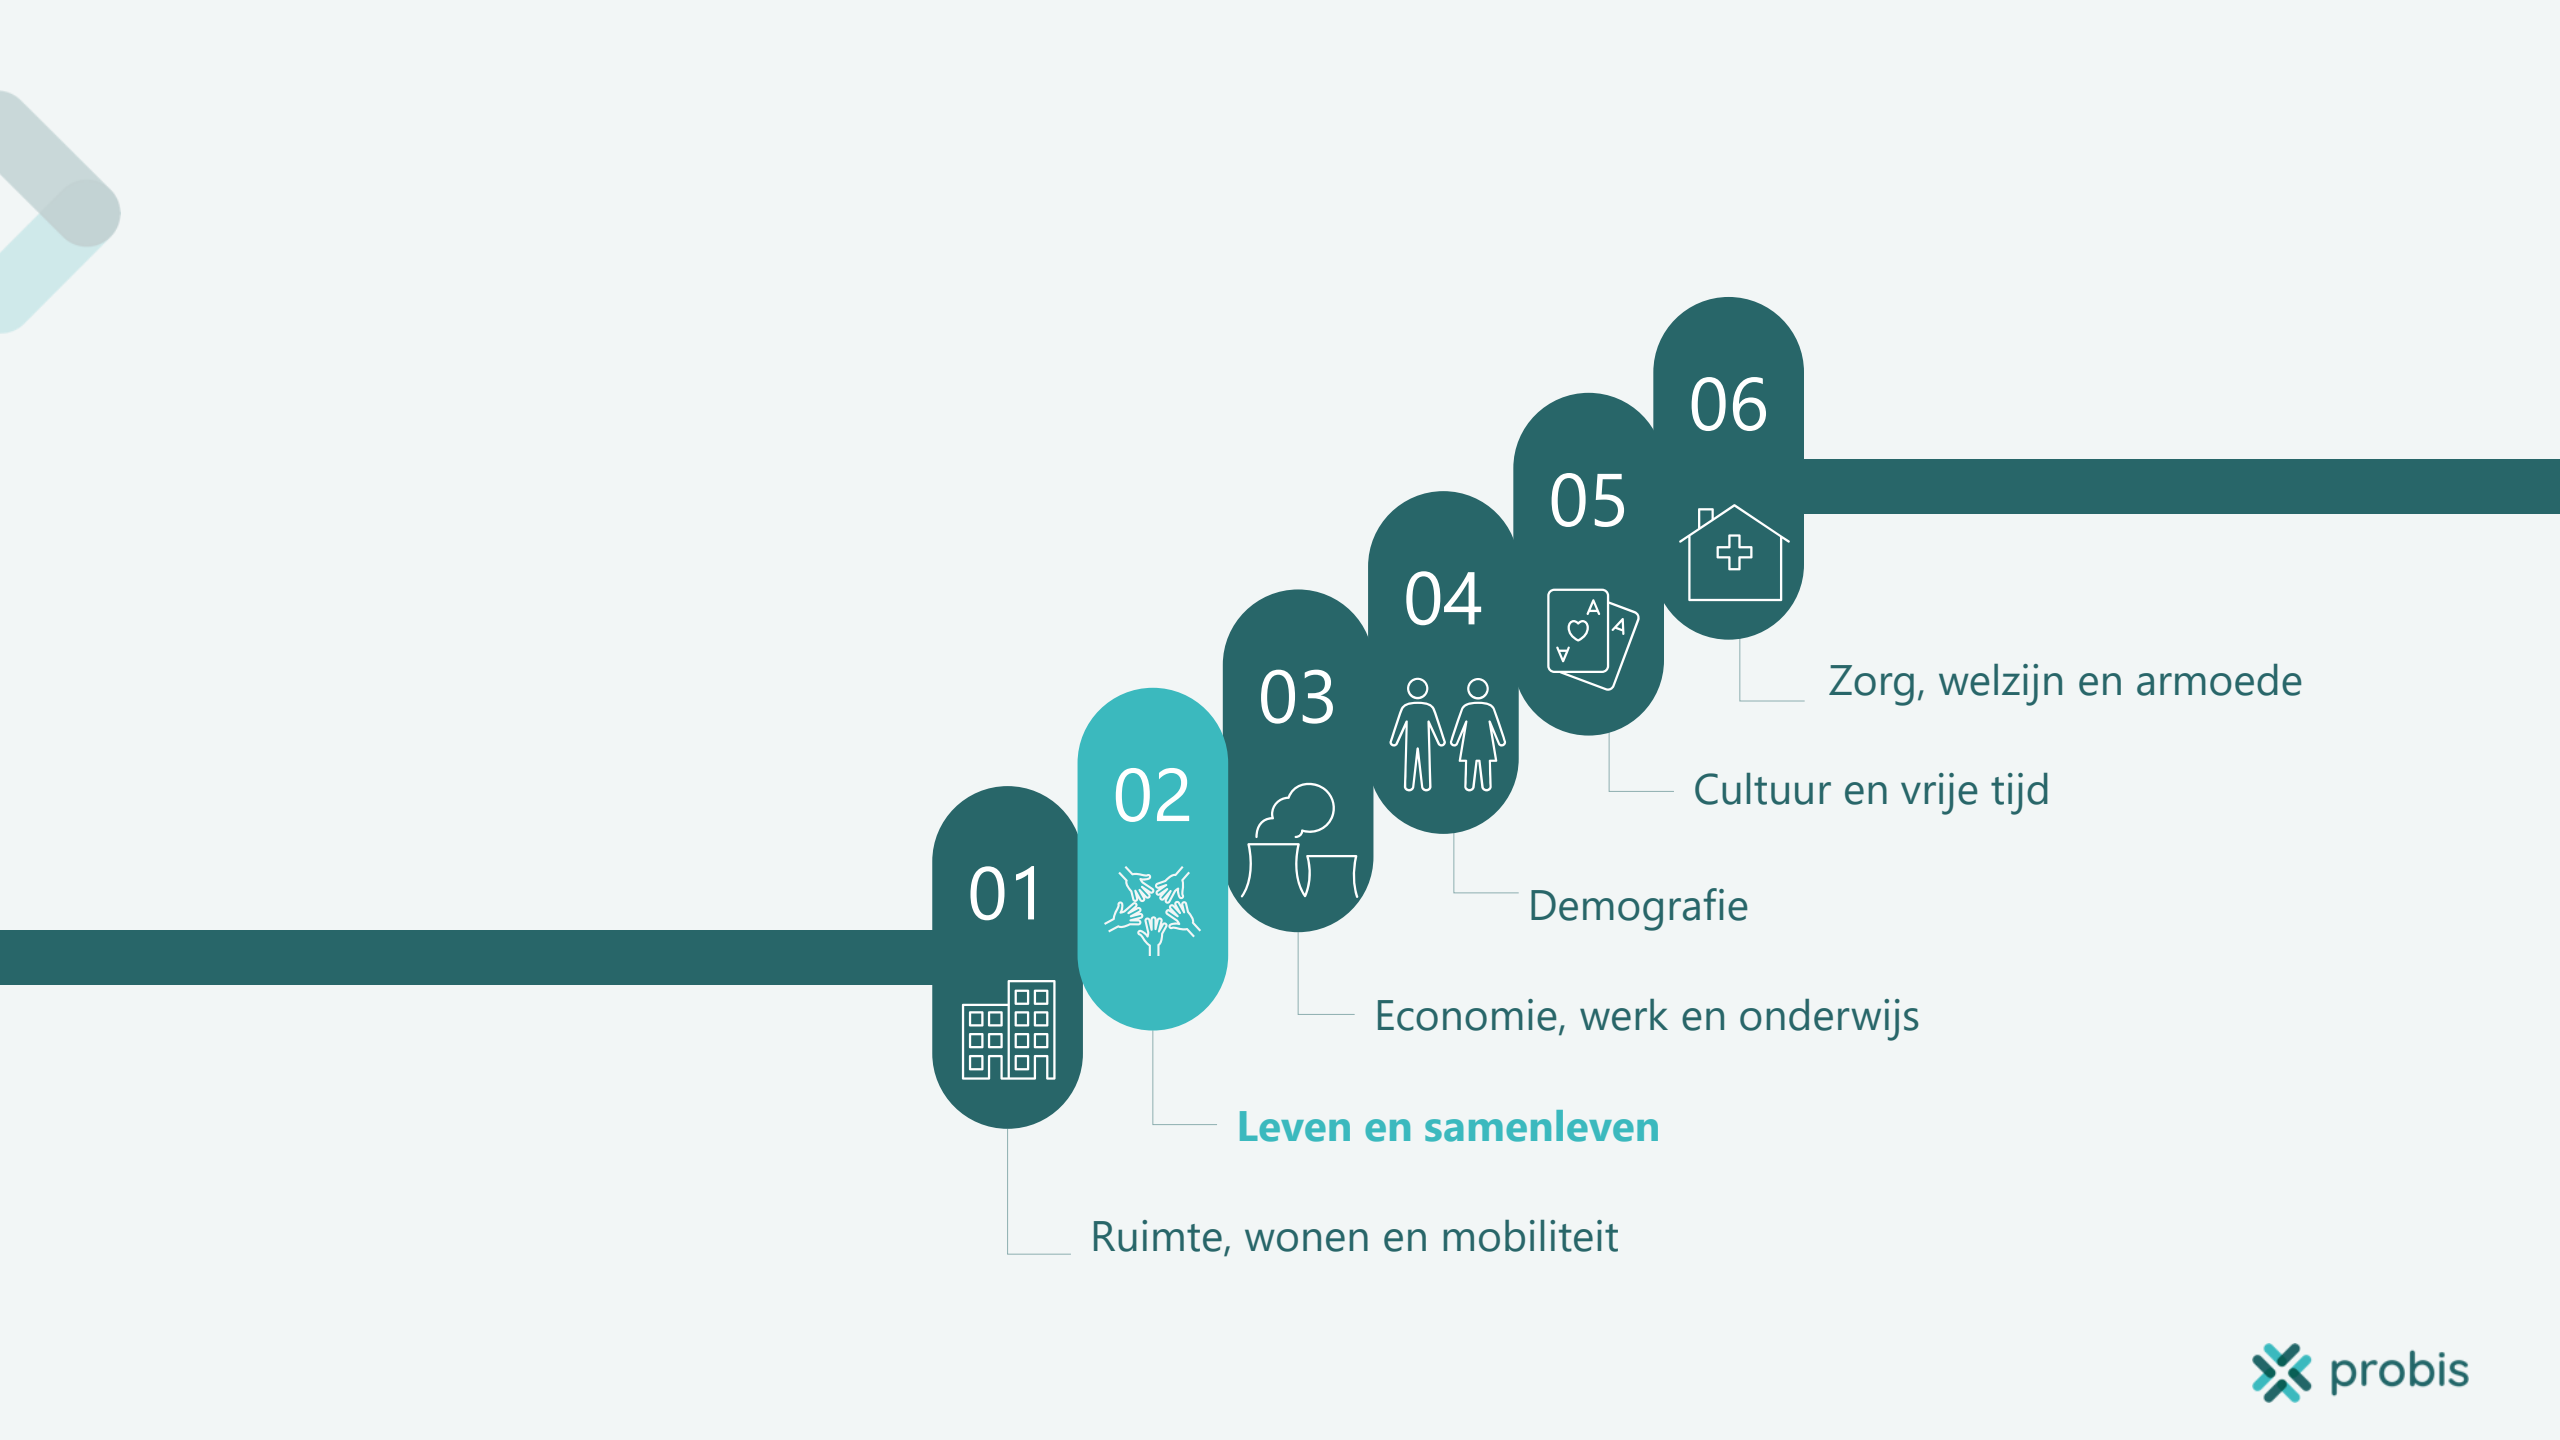 06
05
04
03
02
01
A
A
A
Zorg, welzijn en armoede
Cultuur en vrije tijd
Demografie
Economie, werk en onderwijs
Leven en samenleven
Ruimte, wonen en mobiliteit
probis